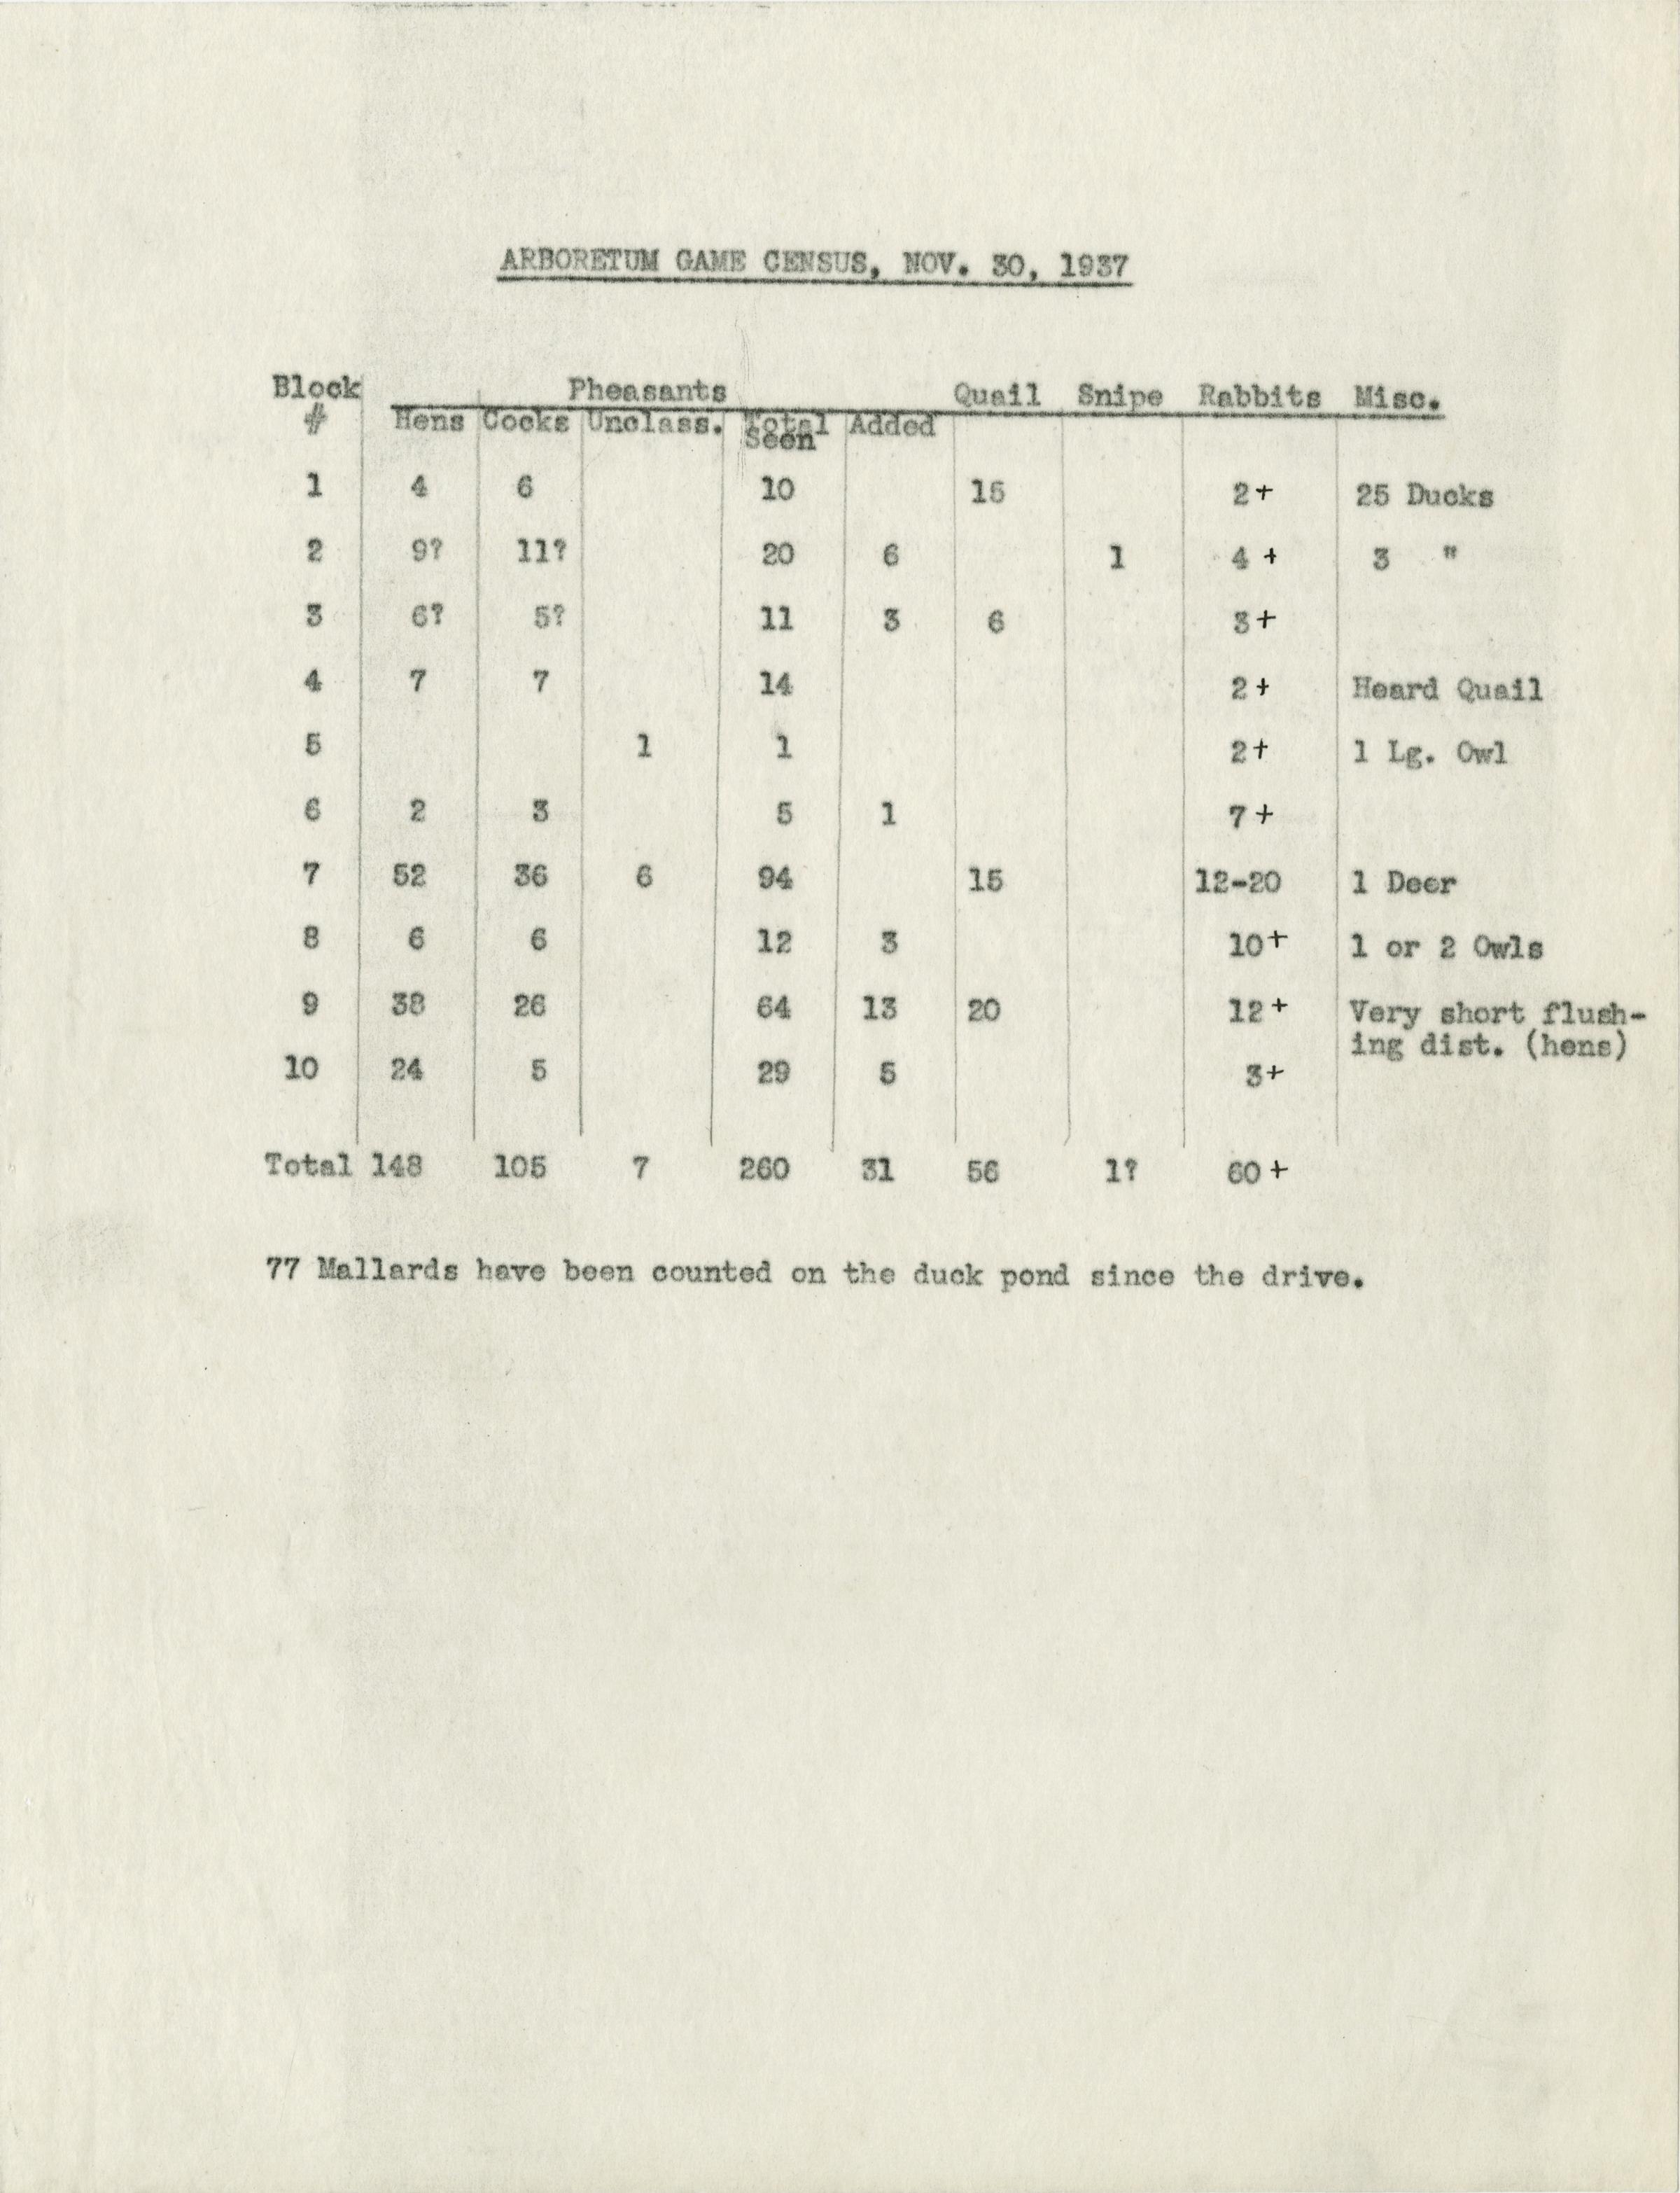 ARBORETUM GAME CENSUS, NOV. 30, 1937
Block Pheasants Quail Snipe Rabbits Misc.
# Hens Cocks Unclass. Total Seen Added
1 4 6 10 15 2+ 25 Ducks
2 9? 11? 20 6 1 4+ 3 "
3 6? 5? 11 3 6 3+
4 7 7 14 2+ Heard Quail
5 1 1 2+ 1 Lg. Owl
6 2 3 5 1 7+
7 52 36 6 94 15 12-20 1 Deer
8 6 6 12 3 10+ 1 or 2 Owls
9 38 26 64 13 20 12+ Very short flush-
ing dist. (hens)
10 24 5 29 5 3+
Total 148 105 7 260 31 56 1? 60+
77 Mallards have been counted on the duck pond since the drive.